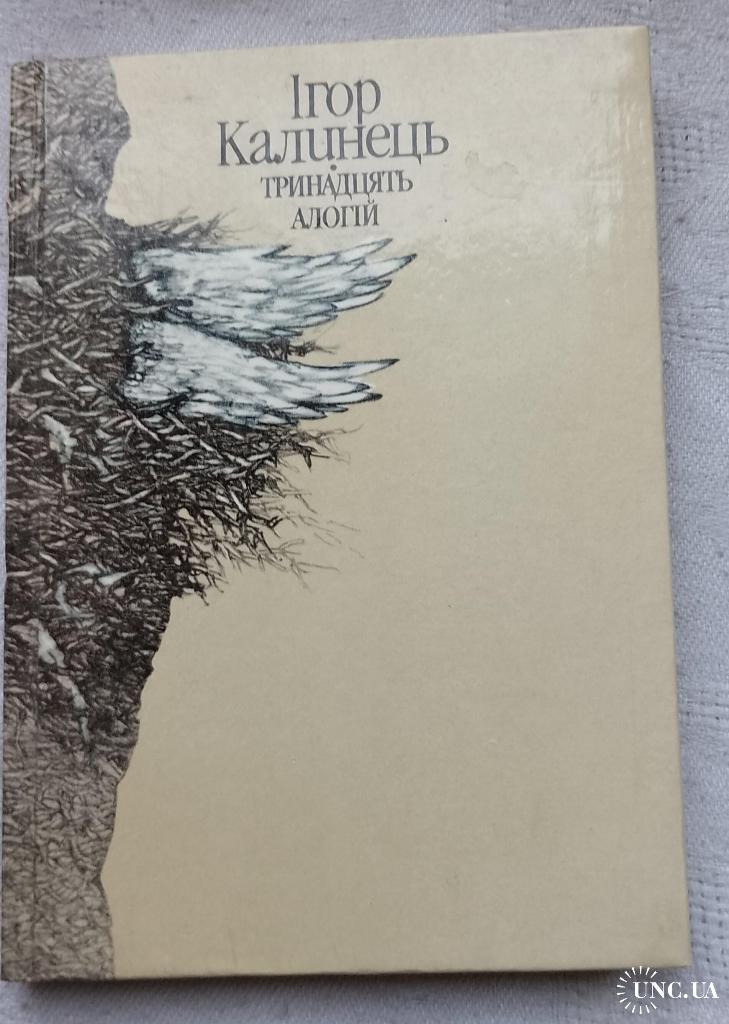 Ігор
Калинець
ТРИНАДЦЯТЬ
АЛОГІЙ
UNC.UA